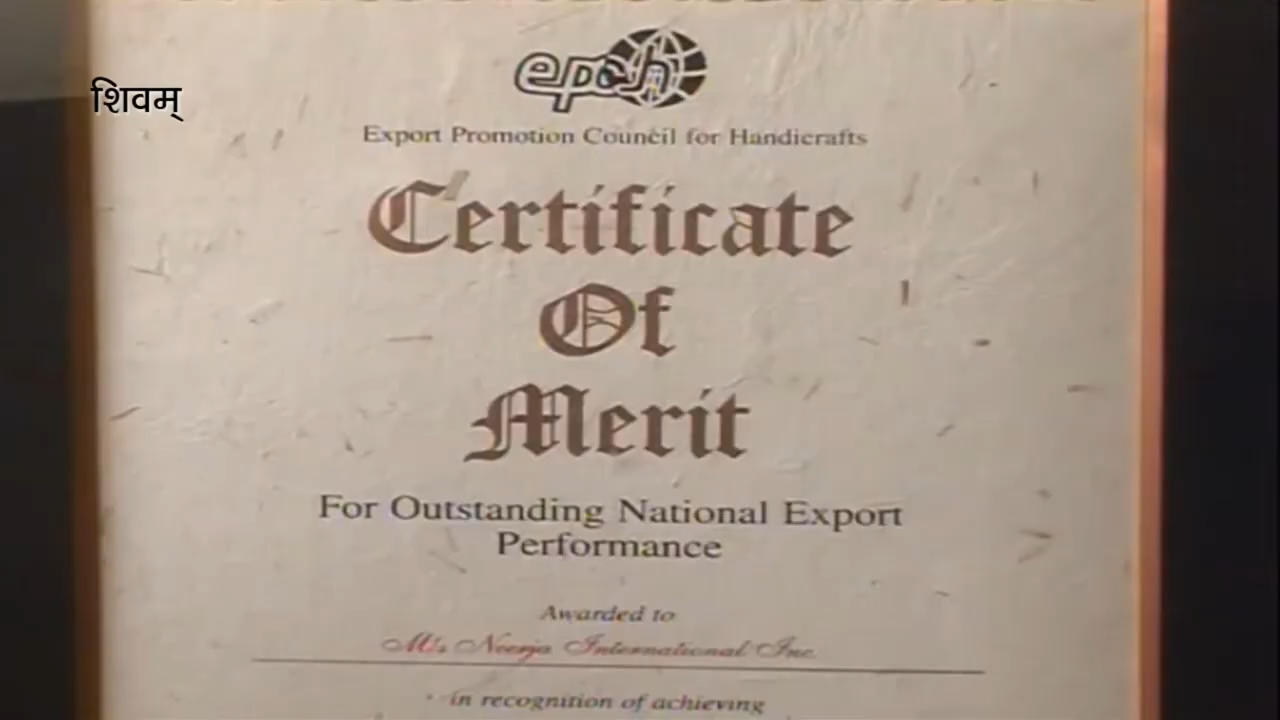 epch
शिवम्
Export Promotion Council for Handicrafts
Certificate
Of
Merit
For Outstanding National Export
Performance
Awarded to
M/s Neerja International Inc.
in recognition of achieving